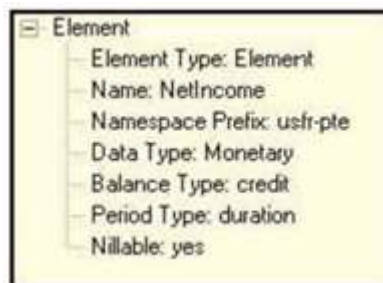 Element
Element Type: Element
Name: NetIncome
Namespace Prefix: usfr-pte
Data Type: Monetary
Balance Type: credit
Period Type: duration
Nillable: yes